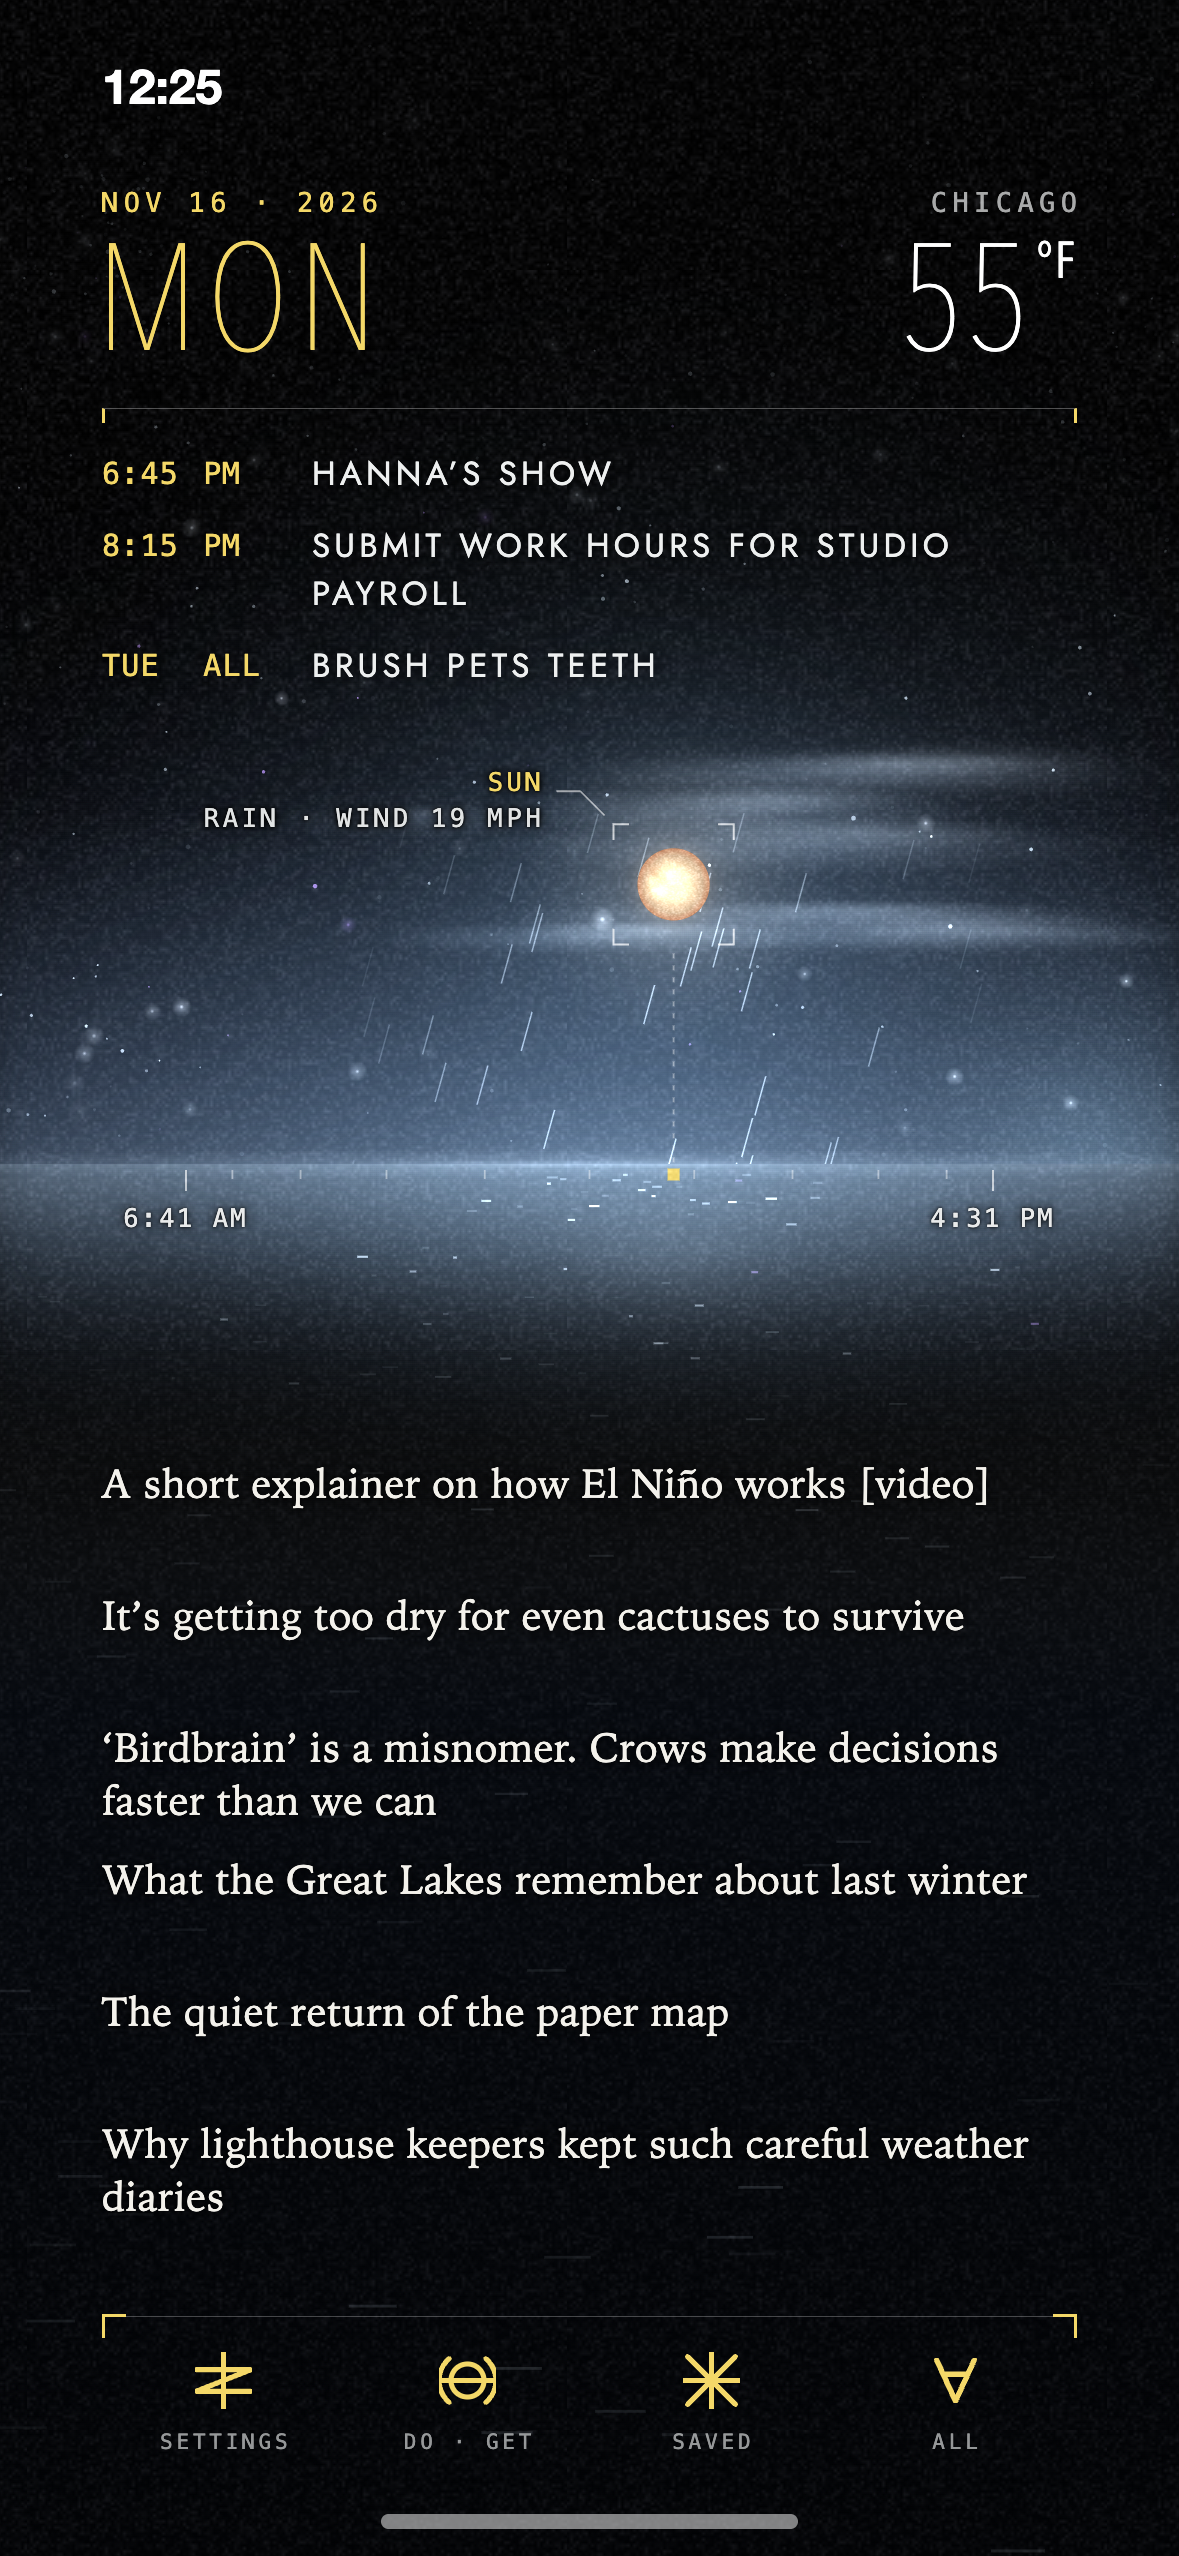 12:25
NOV 16 · 2026
CHICAGO
MON
55°F
6:45 PM HANNA’S SHOW
8:15 PM SUBMIT WORK HOURS FOR STUDIO
PAYROLL
TUE ALL BRUSH PETS TEETH
SUN
RAIN · WIND 19 MPH
6:41 AM
4:31 PM
A short explainer on how El Niño works [video]
It’s getting too dry for even cactuses to survive
‘Birdbrain’ is a misnomer. Crows make decisions
faster than we can
What the Great Lakes remember about last winter
The quiet return of the paper map
Why lighthouse keepers kept such careful weather
diaries
SETTINGS
DO · GET
SAVED
ALL